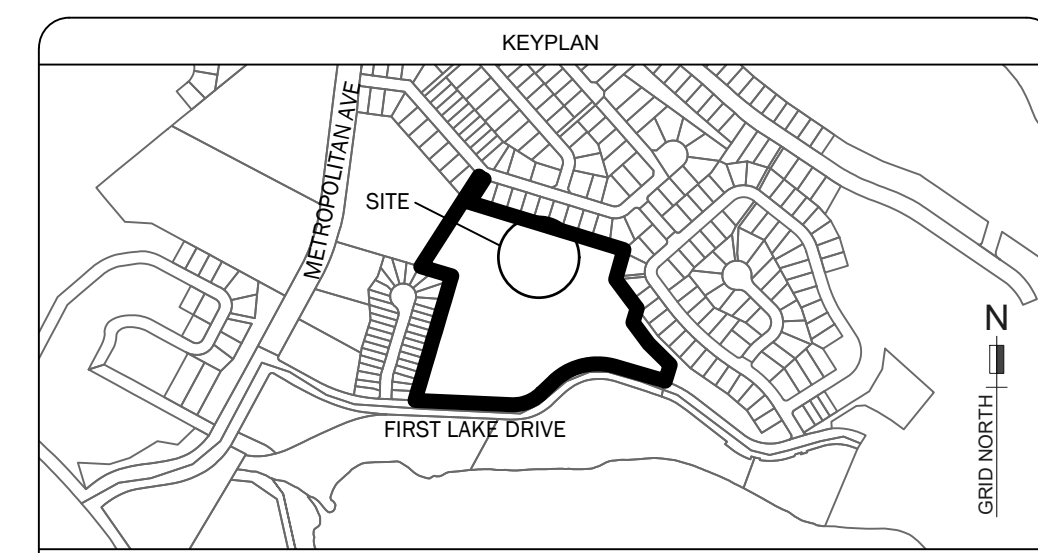 KEYPLAN
METROPOLITAN AVE
SITE
N
GRID NORTH
FIRST LAKE DRIVE